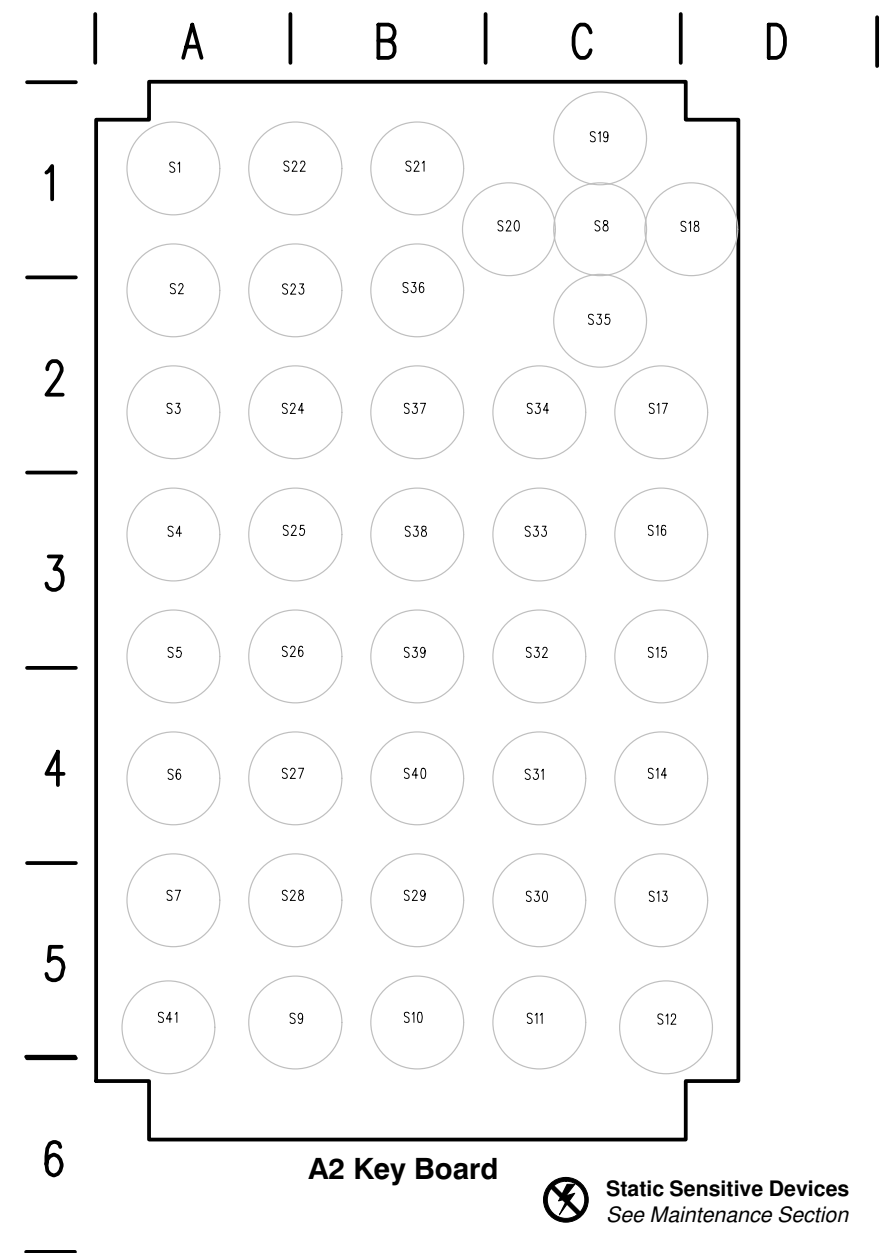 A B C D
1
S19
S1 S22 S21
S20 S8 S18
S2 S23 S36
S35
2
S3 S24 S37 S34 S17
3
S4 S25 S38 S33 S16
S5 S26 S39 S32 S15
4
S6 S27 S40 S31 S14
S7 S28 S29 S30 S13
5
S41 S9 S10 S11 S12
6
A2 Key Board
Static Sensitive Devices
See Maintenance Section